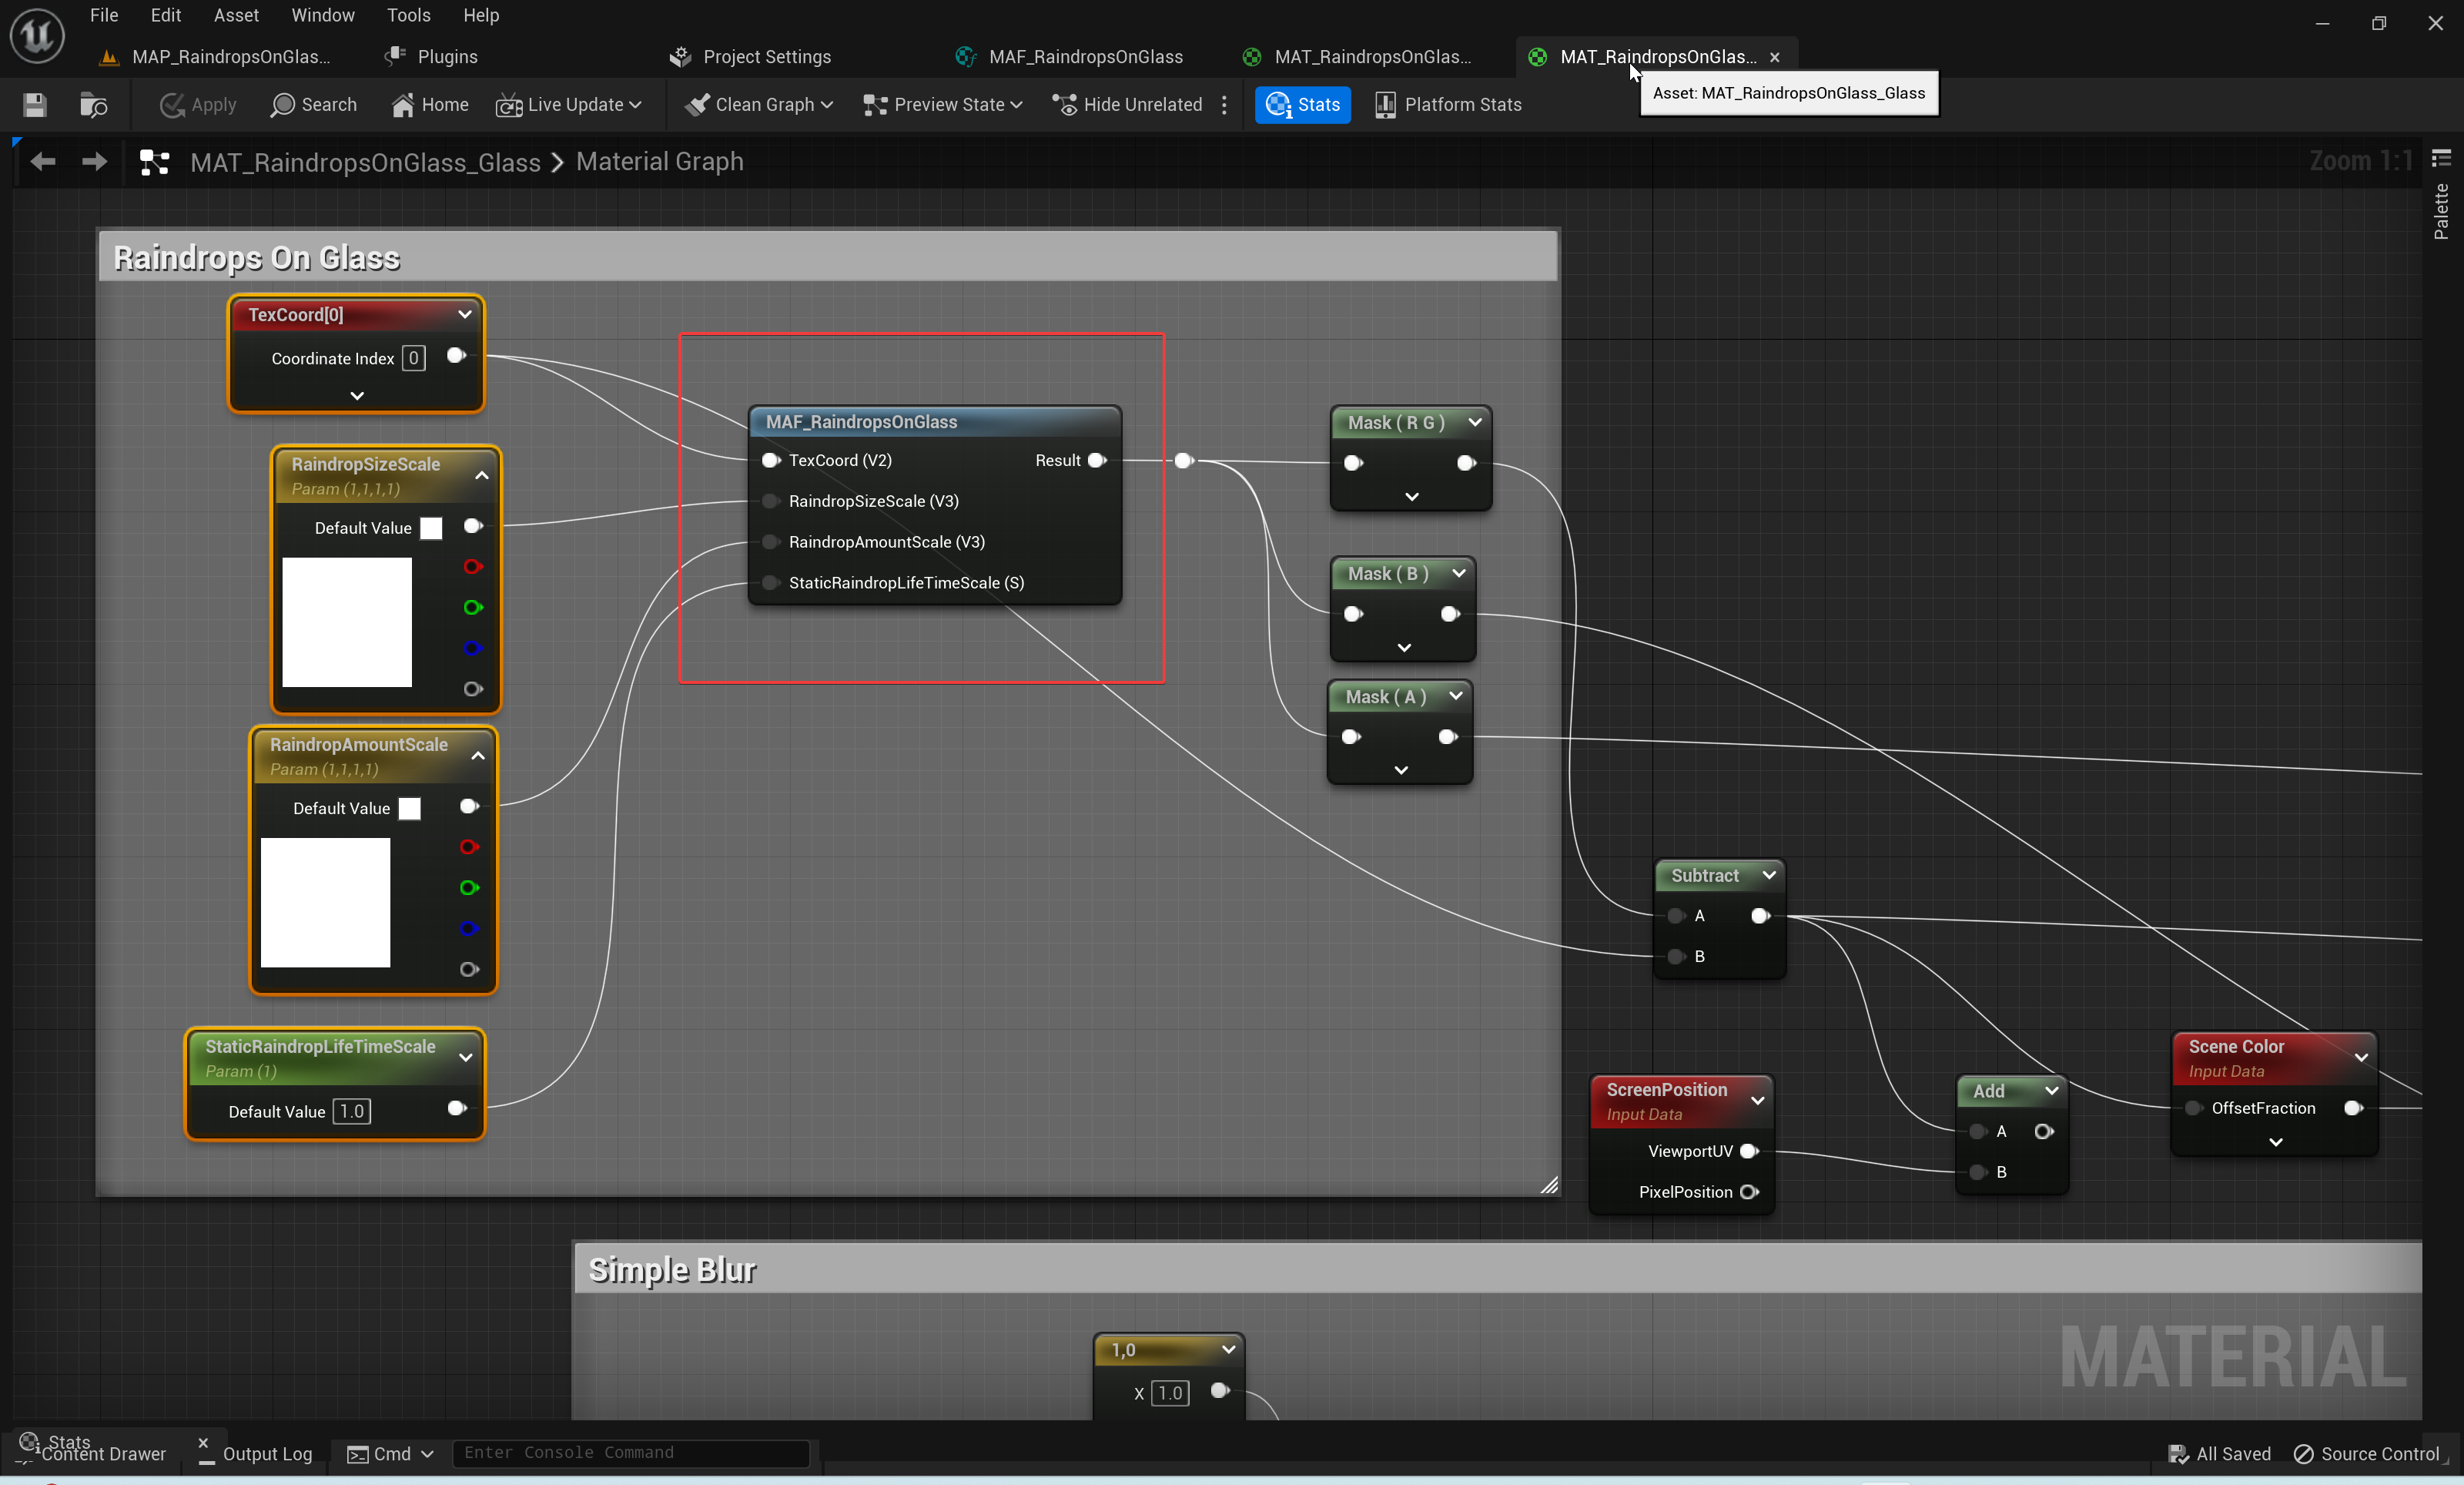 File Edit Asset Window Tools Help
MAP_RaindropsOnGlas... Plugins Project Settings MAF_RaindropsOnGlass MAT_RaindropsOnGlas... MAT_RaindropsOnGlas...
Apply Search Home Live Update Clean Graph Preview State Hide Unrelated Stats Platform Stats
Asset: MAT_RaindropsOnGlass_Glass
MAT_RaindropsOnGlass_Glass > Material Graph
Zoom 1:1
Palette
Raindrops On Glass
TexCoord[0]
Coordinate Index 0
RaindropSizeScale
Param (1,1,1,1)
Default Value
RaindropAmountScale
Param (1,1,1,1)
Default Value
StaticRaindropLifeTimeScale
Param (1)
Default Value 1.0
MAF_RaindropsOnGlass
TexCoord (V2) Result
RaindropSizeScale (V3)
RaindropAmountScale (V3)
StaticRaindropLifeTimeScale (S)
Mask ( R G )
Mask ( B )
Mask ( A )
Subtract
A
B
ScreenPosition
Input Data
ViewportUV
PixelPosition
Add
A
B
Scene Color
Input Data
OffsetFraction
Simple Blur
1,0
X 1.0
MATERIAL
Stats
Content Drawer Output Log Cmd Enter Console Command All Saved Source Control